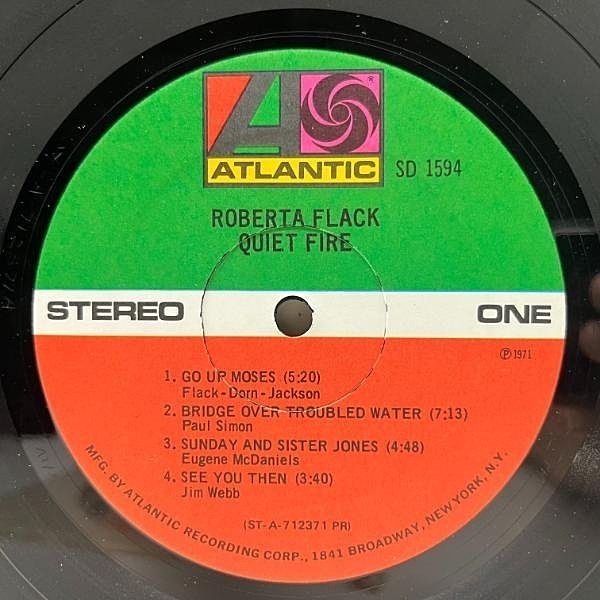 ATLANTIC
®
SD 1594
ROBERTA FLACK
QUIET FIRE
STEREO
ONE
Ⓟ 1971
1. GO UP MOSES (5:20)
Flack-Dorn-Jackson
2. BRIDGE OVER TROUBLED WATER (7:13)
Paul Simon
3. SUNDAY AND SISTER JONES (4:48)
Eugene McDaniels
4. SEE YOU THEN (3:40)
Jim Webb
(ST-A-712371 PR)
MFG. BY ATLANTIC RECORDING CORP., 1841 BROADWAY, NEW YORK, N.Y.